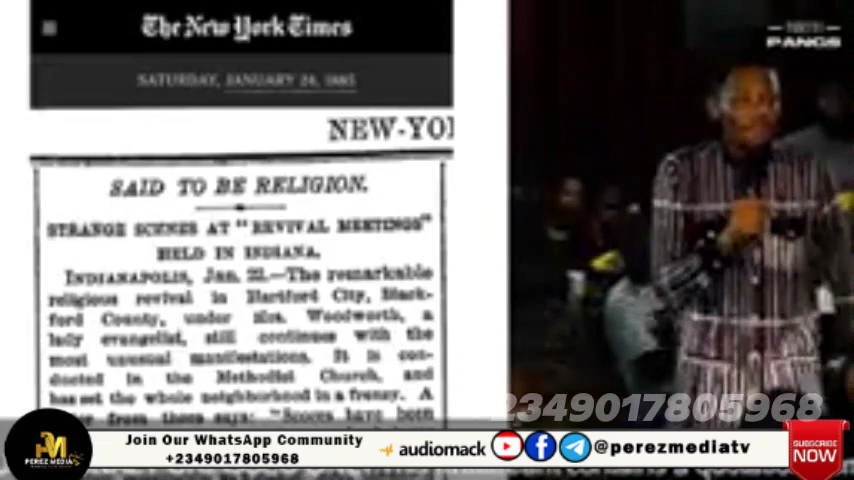 The New York Times
SATURDAY, JANUARY 24, 1885
NEW-YO
SAID TO BE RELIGION.
STRANGE SCENES AT "REVIVAL MEETINGS"
HELD IN INDIANA.
INDIANAPOLIS, Jan. 23.—The remarkable
religious revival in Hartford City, Black-
ford County, under Mrs. Woodworth, a
lady evangelist, still continues with the
most unusual manifestations. It is con-
ducted in the Methodist Church, and
has set the whole neighborhood in a frenzy. A
from there says: "Scores have been
PANGS
2349017805968
PEREZ MEDIA
Join Our WhatsApp Community
+2349017805968
audiomack
@perezmediatv
SUBSCRIBE
NOW